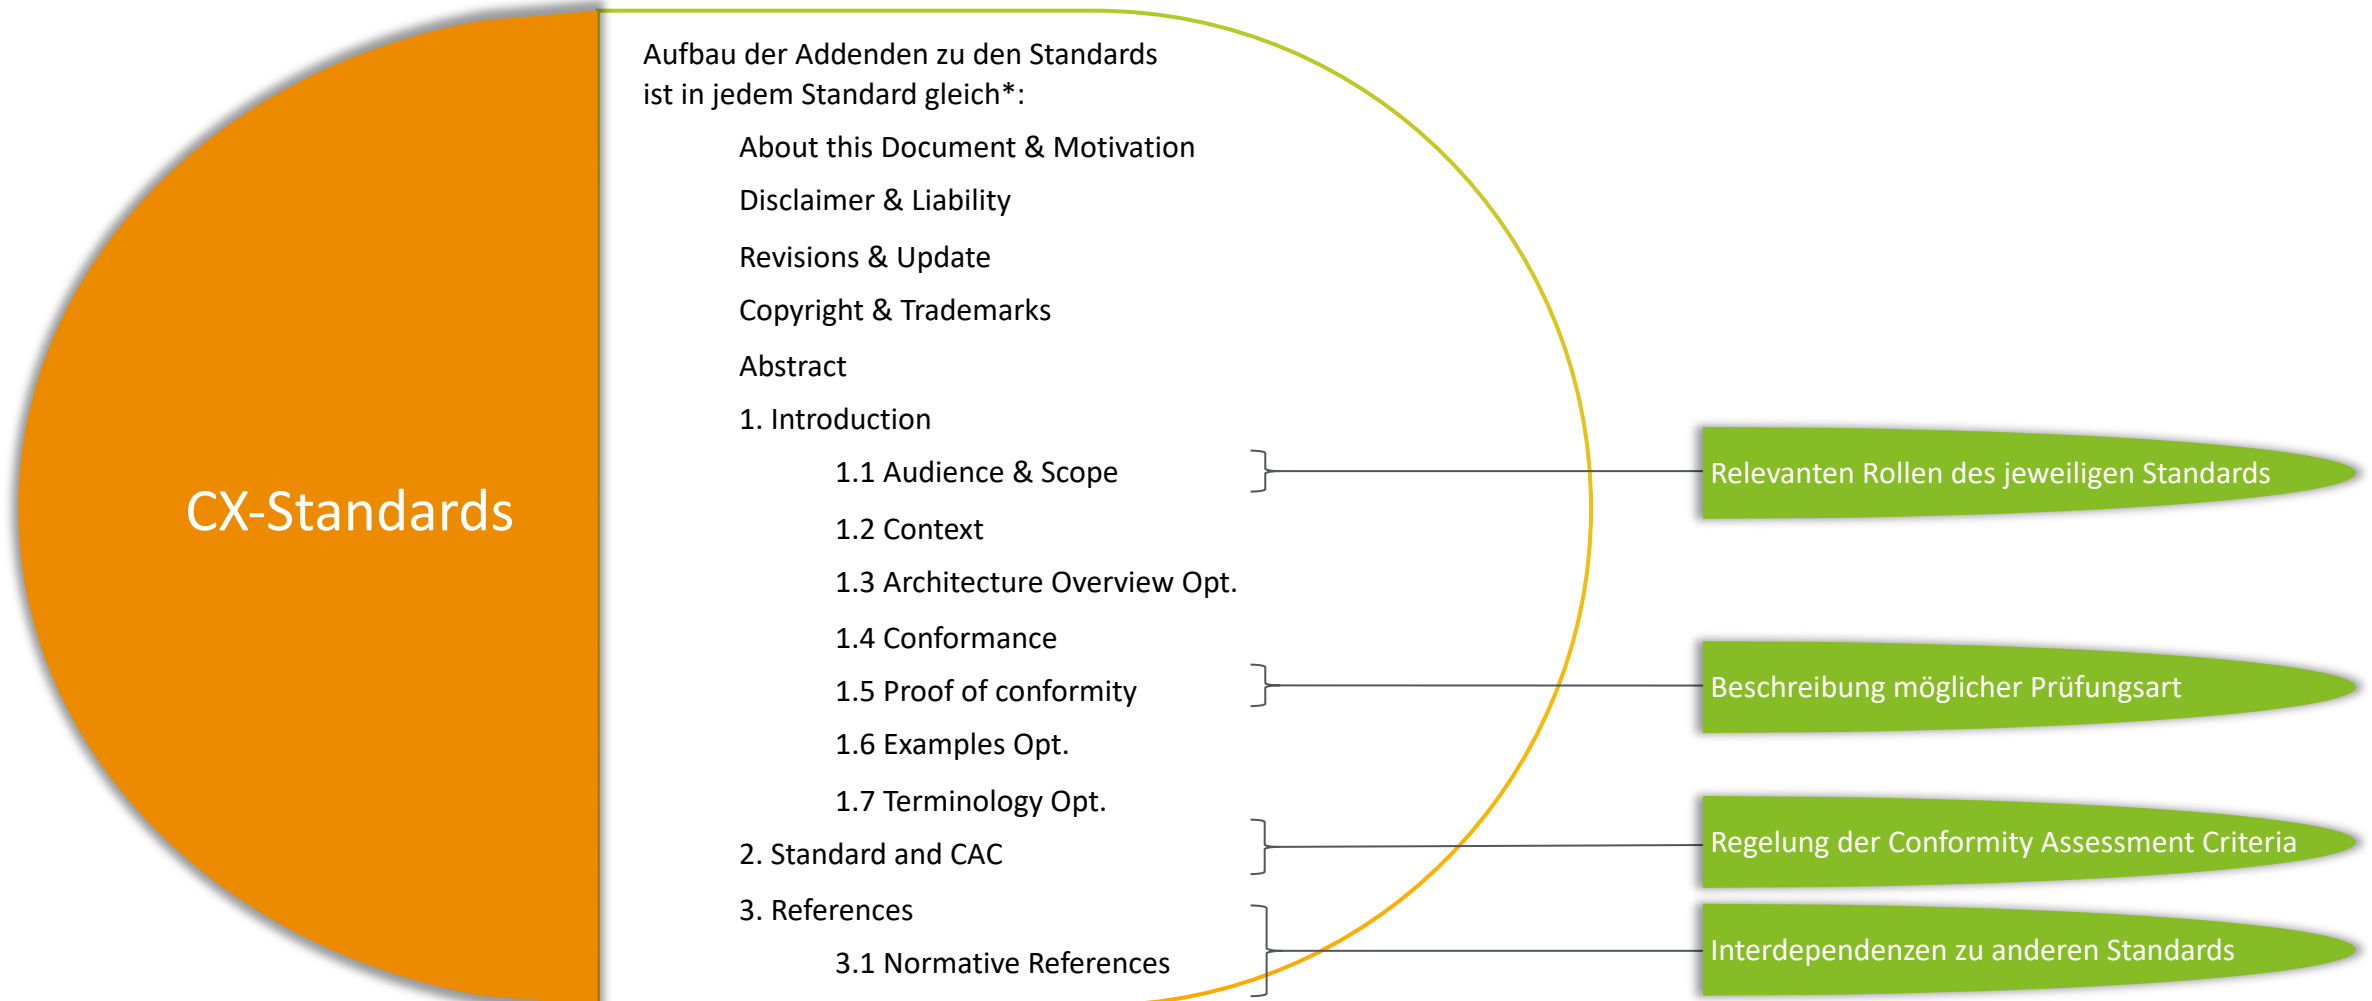 CX-Standards
Aufbau der Addenden zu den Standards
ist in jedem Standard gleich*:
About this Document & Motivation
Disclaimer & Liability
Revisions & Update
Copyright & Trademarks
Abstract
1. Introduction
1.1 Audience & Scope
Relevanten Rollen des jeweiligen Standards
1.2 Context
1.3 Architecture Overview Opt.
1.4 Conformance
1.5 Proof of conformity
Beschreibung möglicher Prüfungsart
1.6 Examples Opt.
1.7 Terminology Opt.
2. Standard and CAC
Regelung der Conformity Assessment Criteria
3. References
3.1 Normative References
Interdependenzen zu anderen Standards